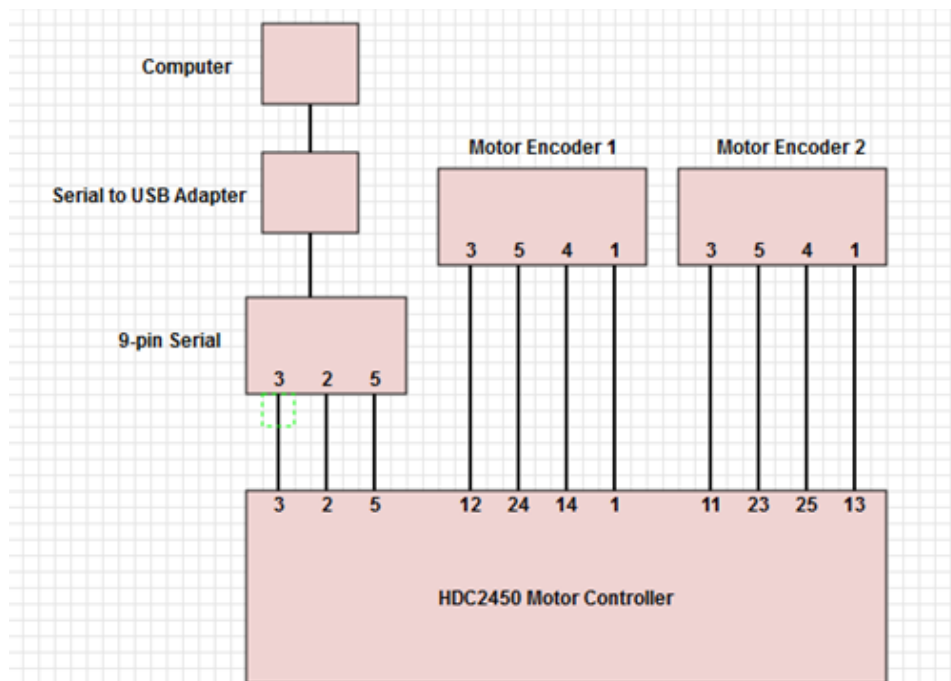 Computer
Motor Encoder 1
Motor Encoder 2
Serial to USB Adapter
3 5 4 1
3 5 4 1
9-pin Serial
3 2 5
3 2 5 12 24 14 1 11 23 25 13
HDC2450 Motor Controller